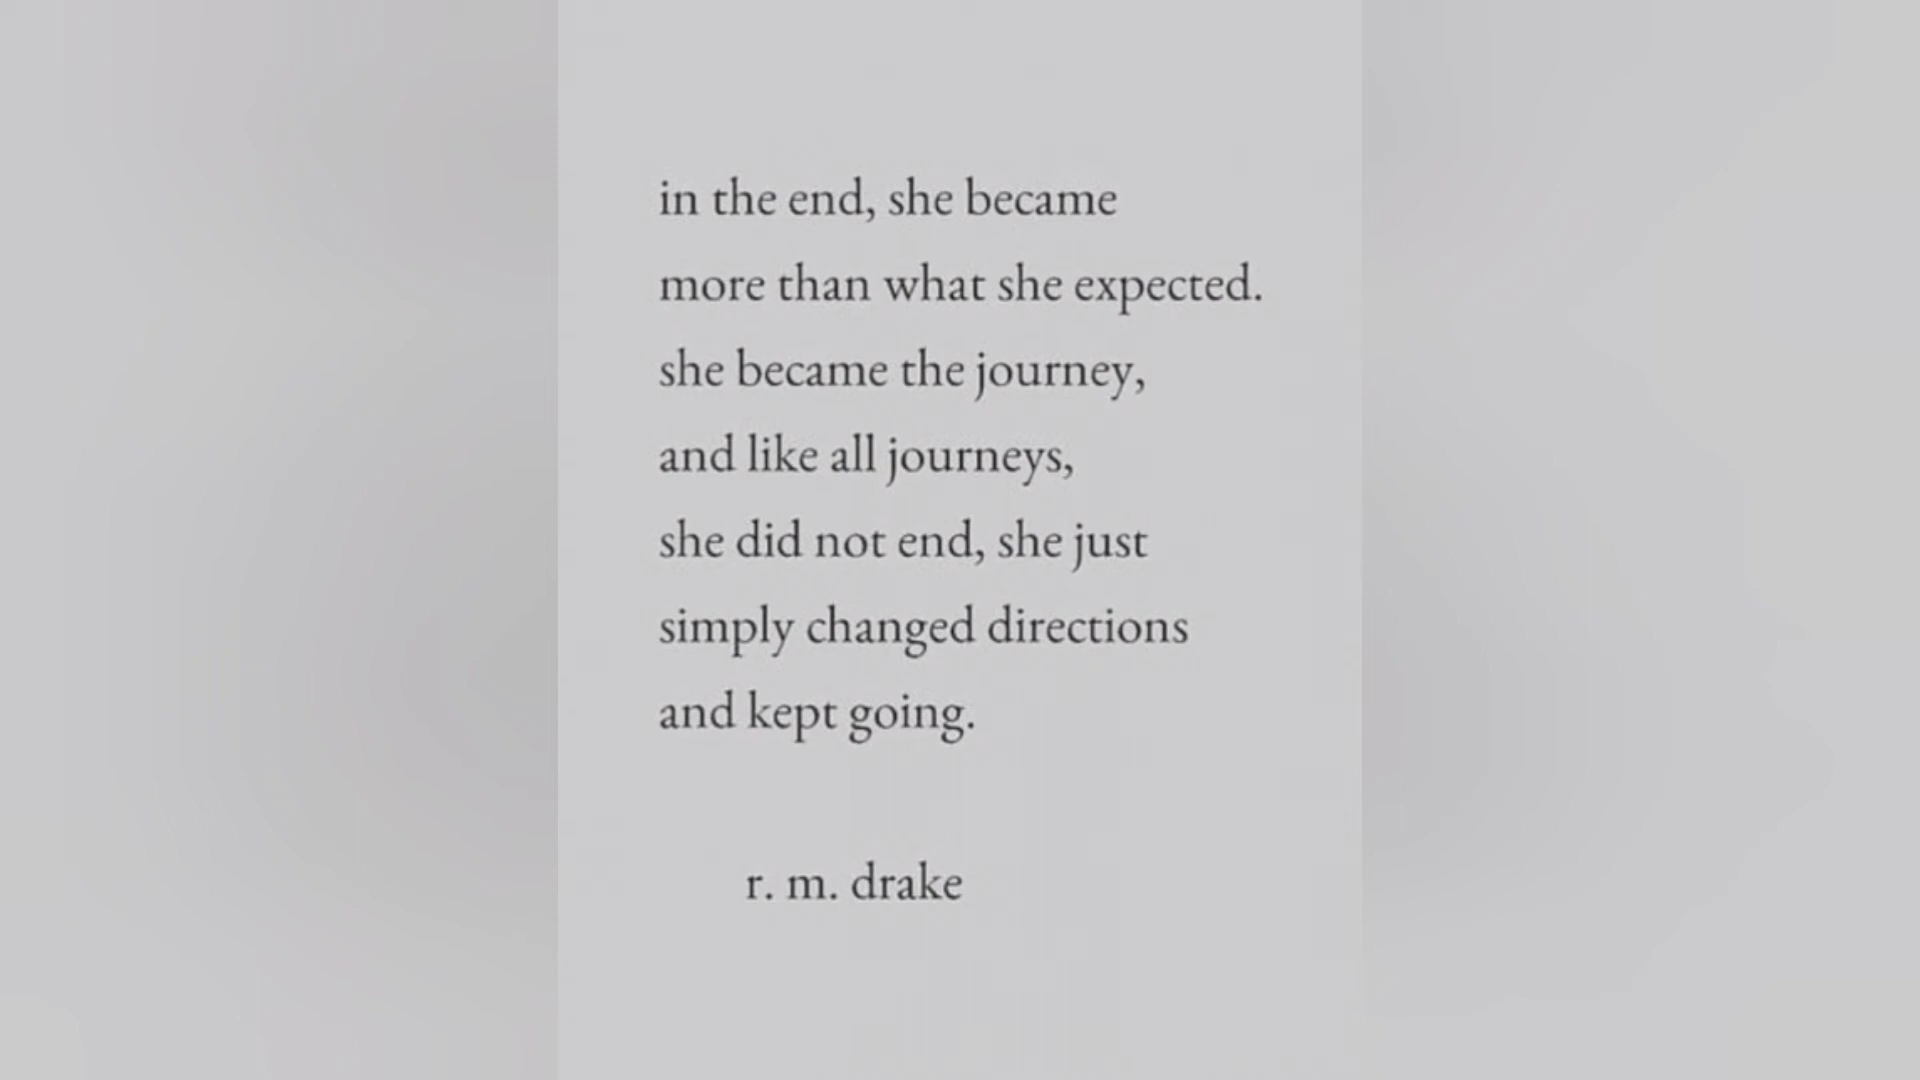 in the end, she became
more than what she expected.
she became the journey,
and like all journeys,
she did not end, she just
simply changed directions
and kept going.
r. m. drake